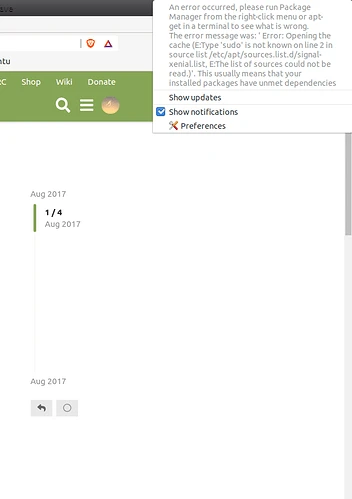 An error occurred, please run Package
Manager from the right-click menu or apt-
get in a terminal to see what is wrong.
The error message was: ' Error: Opening the
cache (E:Type 'sudo' is not known on line 2 in
source list /etc/apt/sources.list.d/signal-
xenial.list, E:The list of sources could not be
read.)'. This usually means that your
installed packages have unmet dependencies
Show updates
Show notifications
Preferences
Shop Wiki Donate
Aug 2017
1 / 4
Aug 2017
Aug 2017